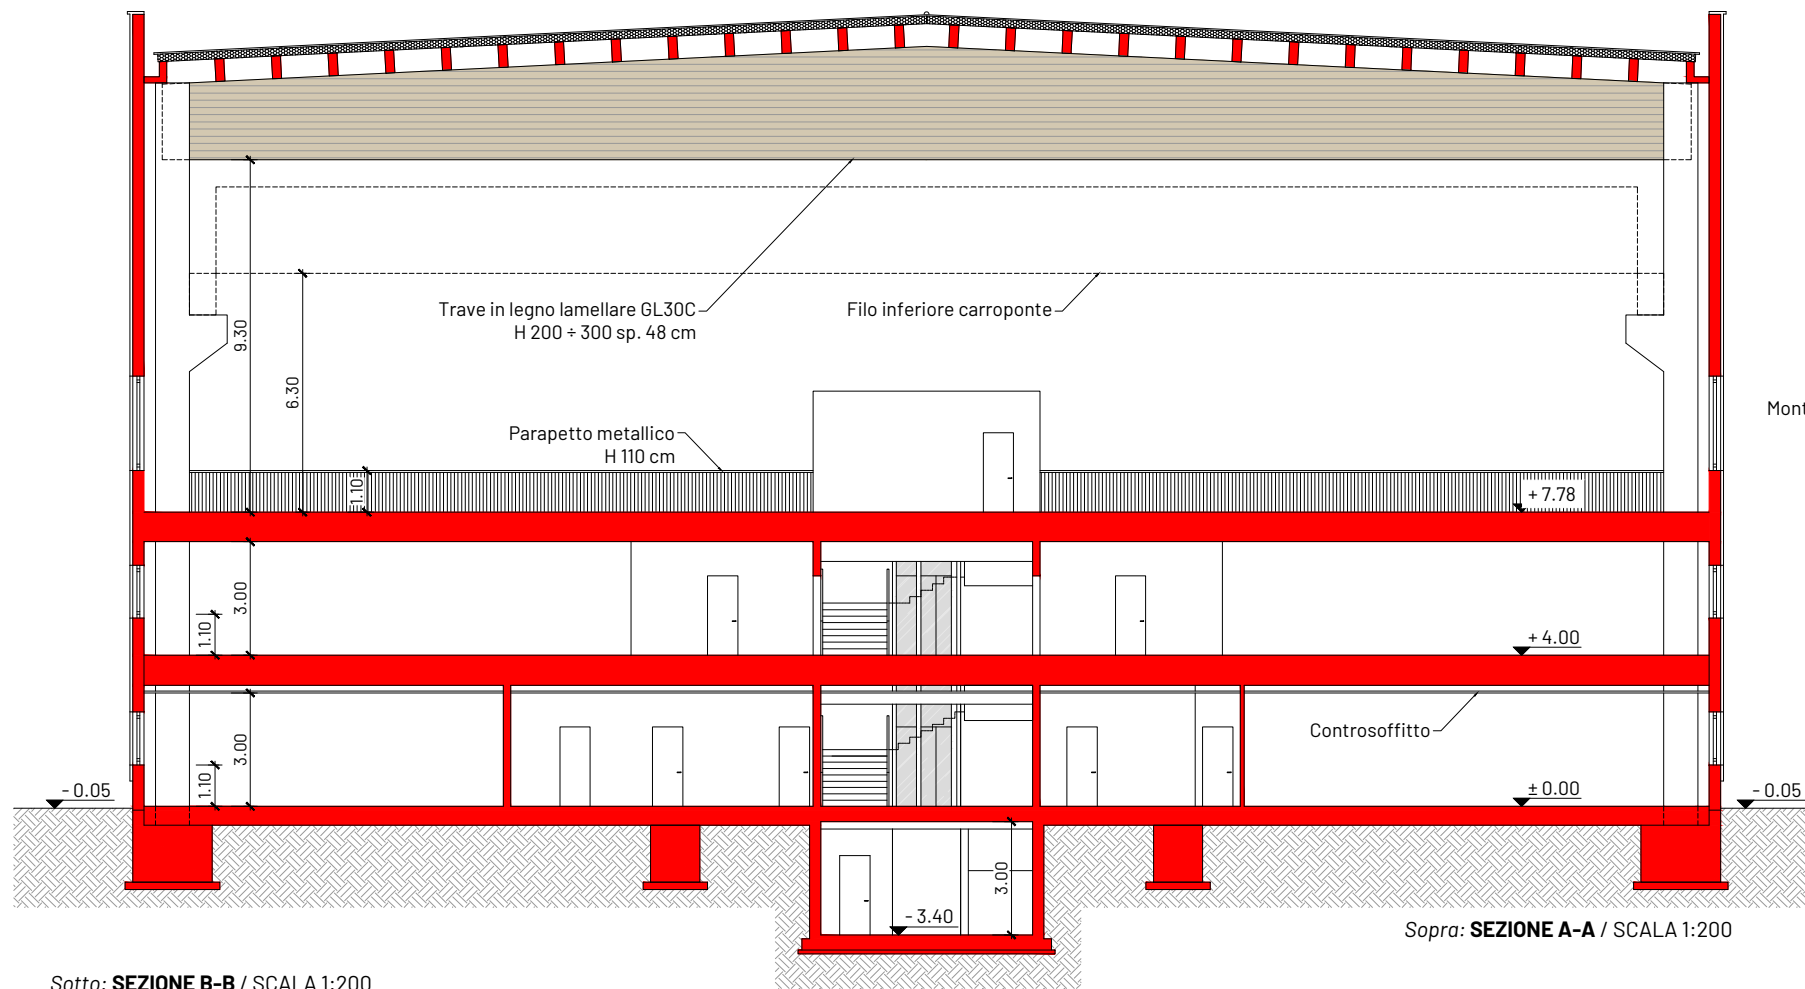 Trave in legno lamellare GL30C
H 200 ÷ 300 sp. 48 cm
Filo inferiore carroponte
9.30
6.30
Mont
Parapetto metallico
H 110 cm
1.10
+ 7.78
3.00
1.10
+ 4.00
Controsoffitto
3.00
1.10
- 0.05
± 0.00
- 0.05
3.00
- 3.40
Sopra: SEZIONE A-A / SCALA 1:200
Sotto: SEZIONE B-B / SCALA 1:200